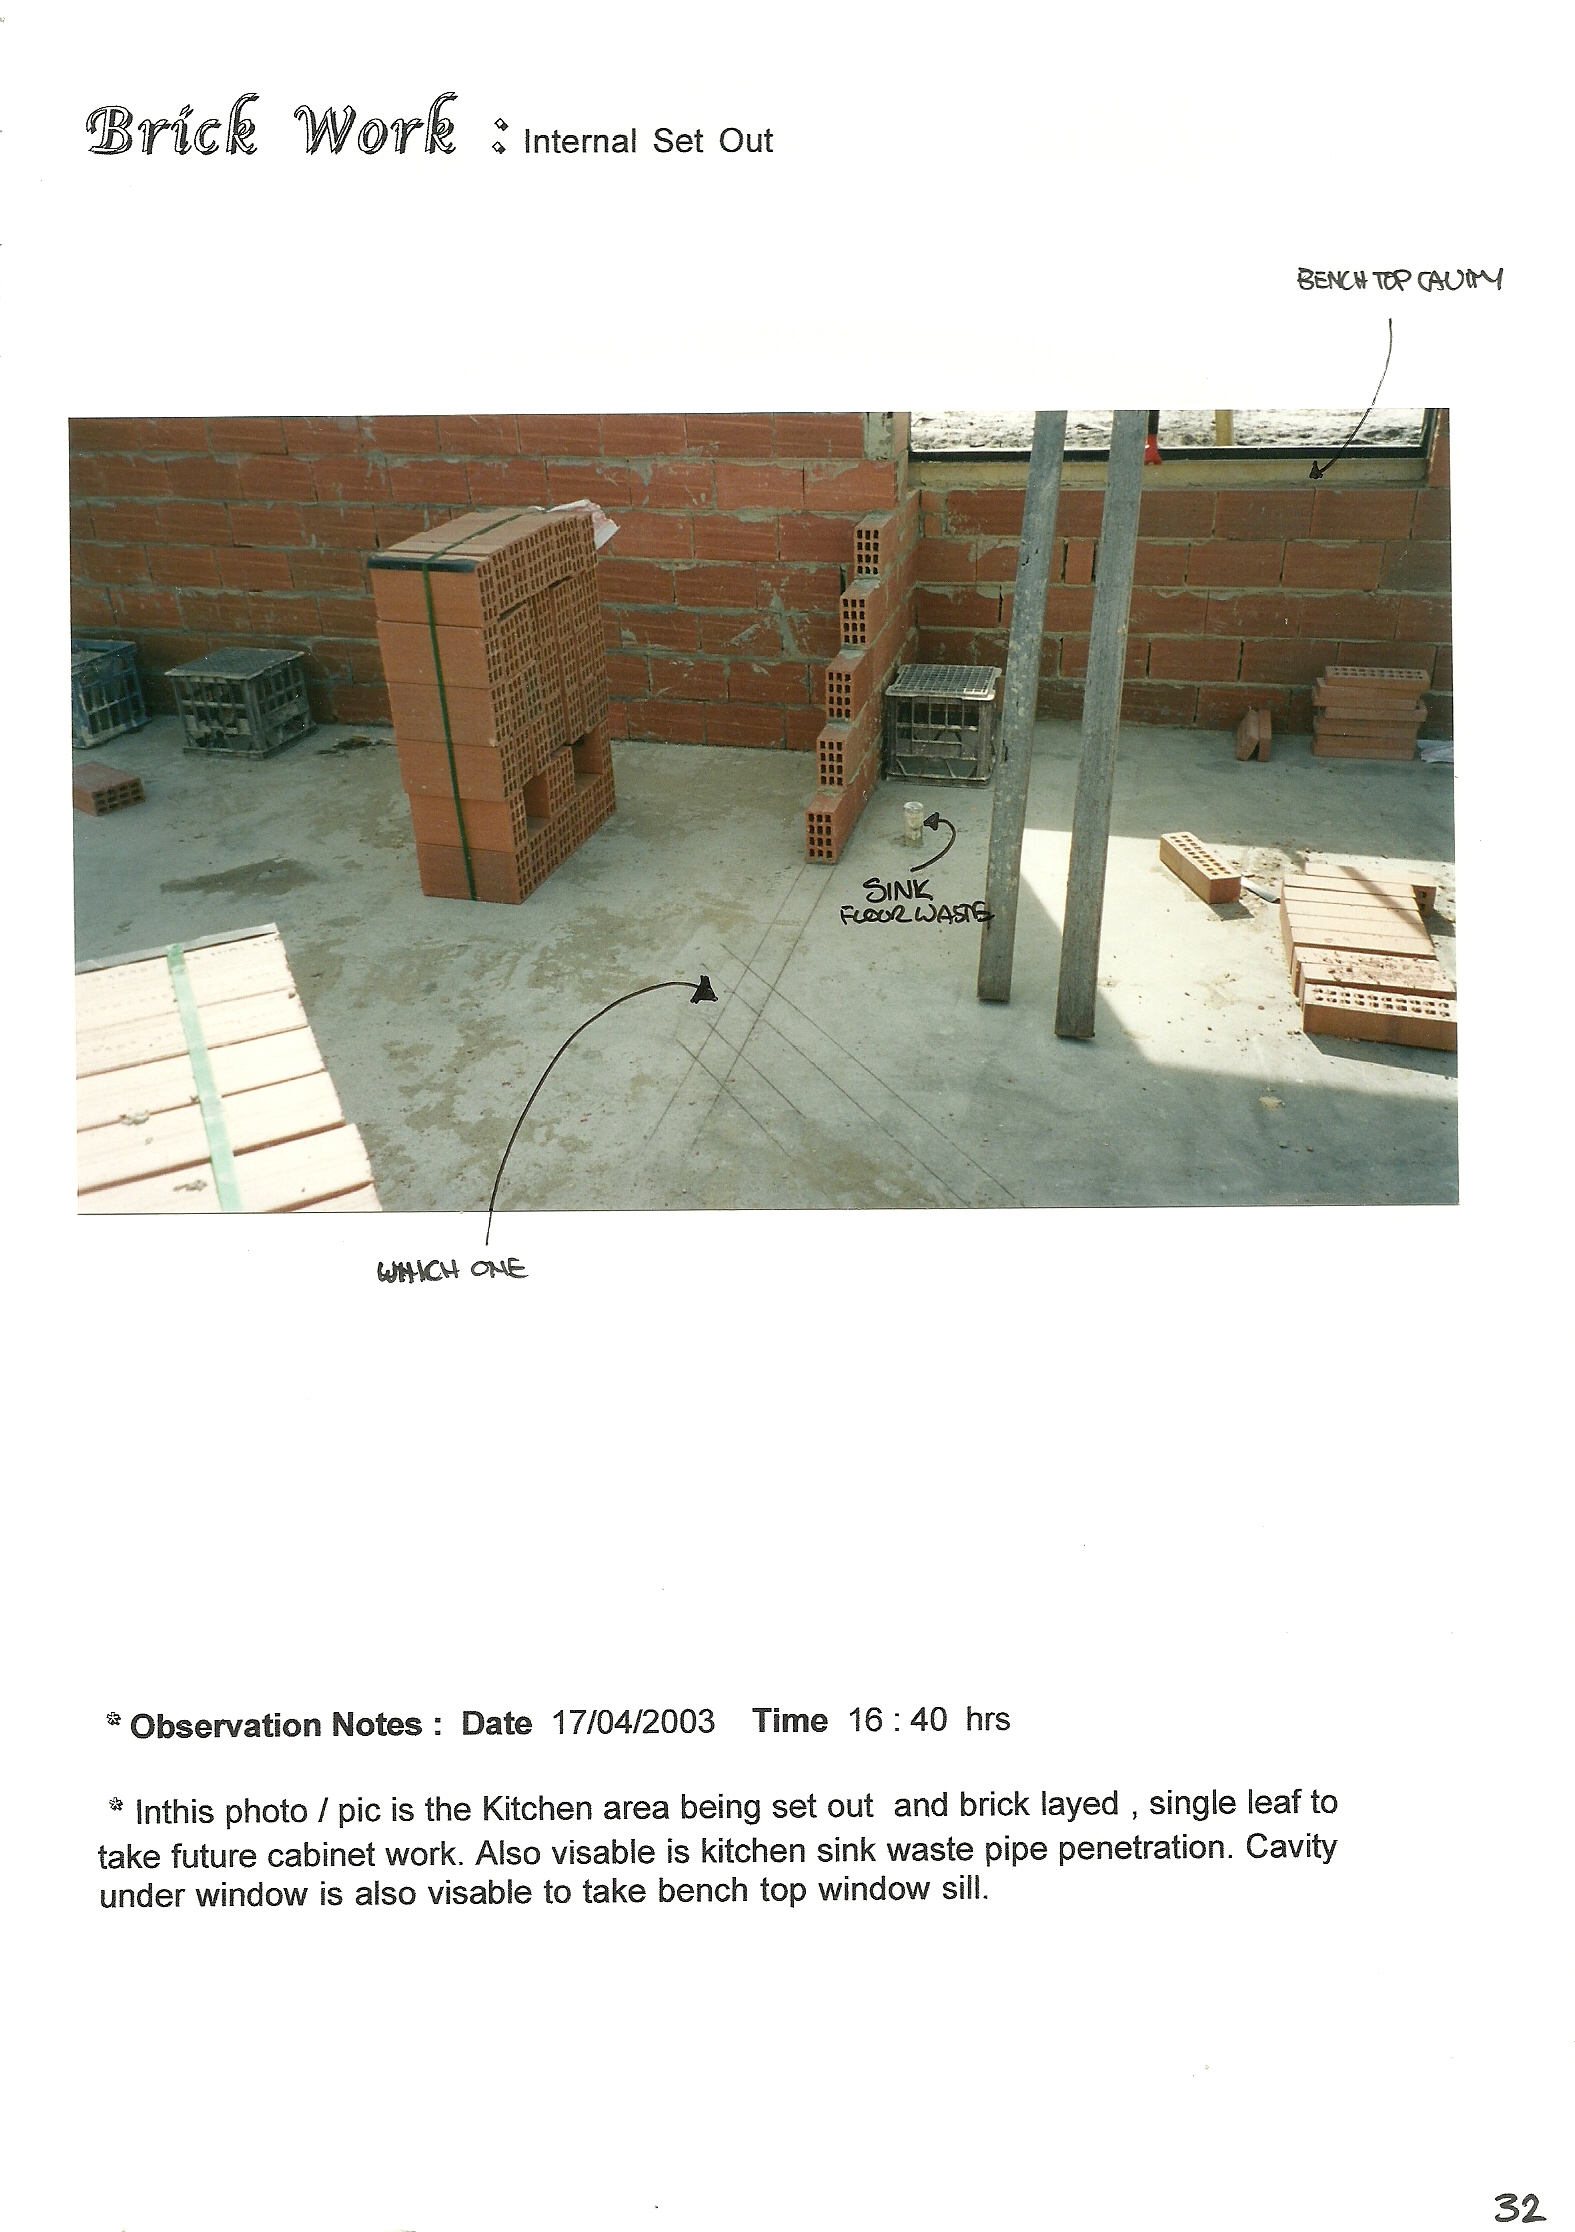 Brick Work : Internal Set Out
BENCH TOP CAVITY
SINK
FLOOR WASTE
WHICH ONE
* Observation Notes : Date 17/04/2003 Time 16 : 40 hrs
* Inthis photo / pic is the Kitchen area being set out and brick layed , single leaf to
take future cabinet work. Also visable is kitchen sink waste pipe penetration. Cavity
under window is also visable to take bench top window sill.
32